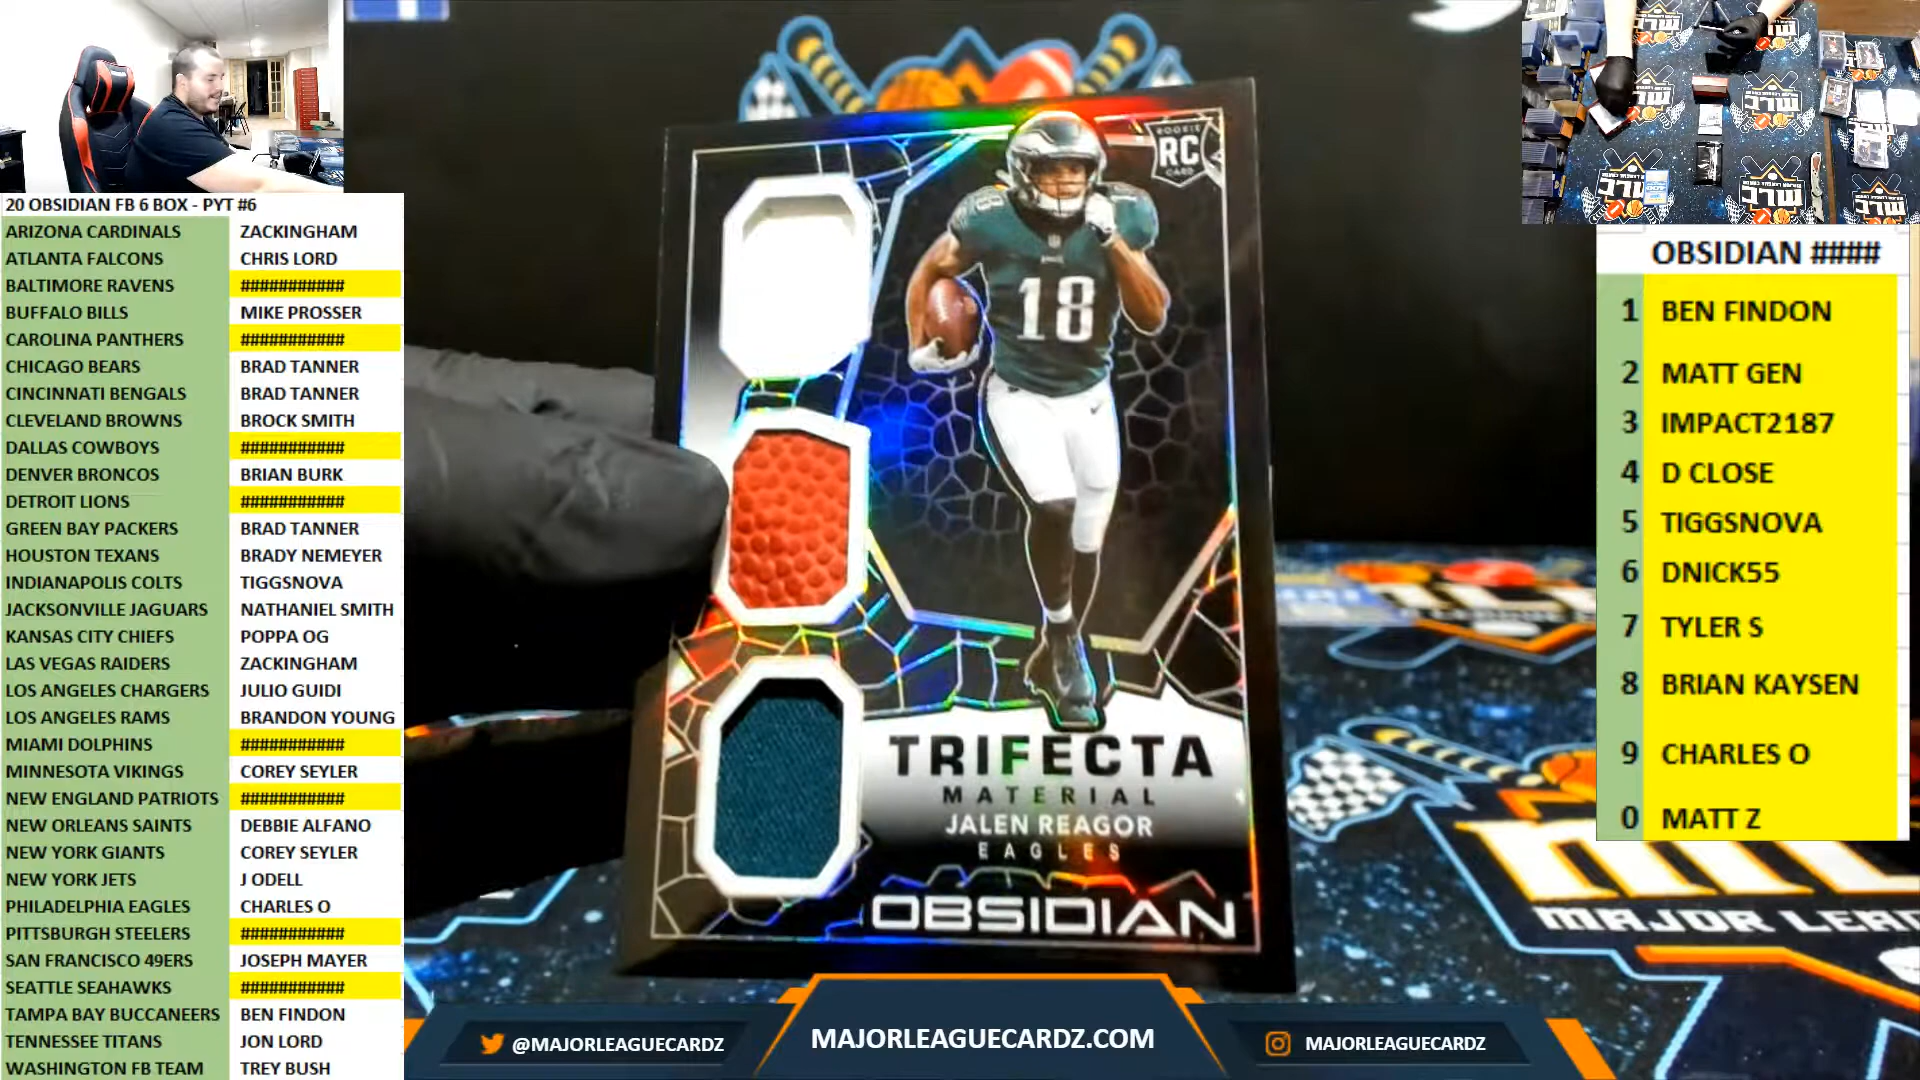 20 OBSIDIAN FB 6 BOX - PYT #6
ARIZONA CARDINALS ZACKINGHAM
ATLANTA FALCONS CHRIS LORD
BALTIMORE RAVENS ###########
BUFFALO BILLS MIKE PROSSER
CAROLINA PANTHERS ###########
CHICAGO BEARS BRAD TANNER
CINCINNATI BENGALS BRAD TANNER
CLEVELAND BROWNS BROCK SMITH
DALLAS COWBOYS ###########
DENVER BRONCOS BRIAN BURK
DETROIT LIONS ###########
GREEN BAY PACKERS BRAD TANNER
HOUSTON TEXANS BRADY NEMEYER
INDIANAPOLIS COLTS TIGGSNOVA
JACKSONVILLE JAGUARS NATHANIEL SMITH
KANSAS CITY CHIEFS POPPA OG
LAS VEGAS RAIDERS ZACKINGHAM
LOS ANGELES CHARGERS JULIO GUIDI
LOS ANGELES RAMS BRANDON YOUNG
MIAMI DOLPHINS ###########
MINNESOTA VIKINGS COREY SEYLER
NEW ENGLAND PATRIOTS ###########
NEW ORLEANS SAINTS DEBBIE ALFANO
NEW YORK GIANTS COREY SEYLER
NEW YORK JETS J ODELL
PHILADELPHIA EAGLES CHARLES O
PITTSBURGH STEELERS ###########
SAN FRANCISCO 49ERS JOSEPH MAYER
SEATTLE SEAHAWKS ###########
TAMPA BAY BUCCANEERS BEN FINDON
TENNESSEE TITANS JON LORD
WASHINGTON FB TEAM TREY BUSH
ROOKIE
RC
CARD
18
18
18
TRIFECTA
MATERIAL
JALEN REAGOR
EAGLES
OBSIDIAN
OBSIDIAN ####
1 BEN FINDON
2 MATT GEN
3 IMPACT2187
4 D CLOSE
5 TIGGSNOVA
6 DNICK55
7 TYLER S
8 BRIAN KAYSEN
9 CHARLES O
0 MATT Z
MAJOR LEAG
@MAJORLEAGUECARDZ
MAJORLEAGUECARDZ.COM
MAJORLEAGUECARDZ